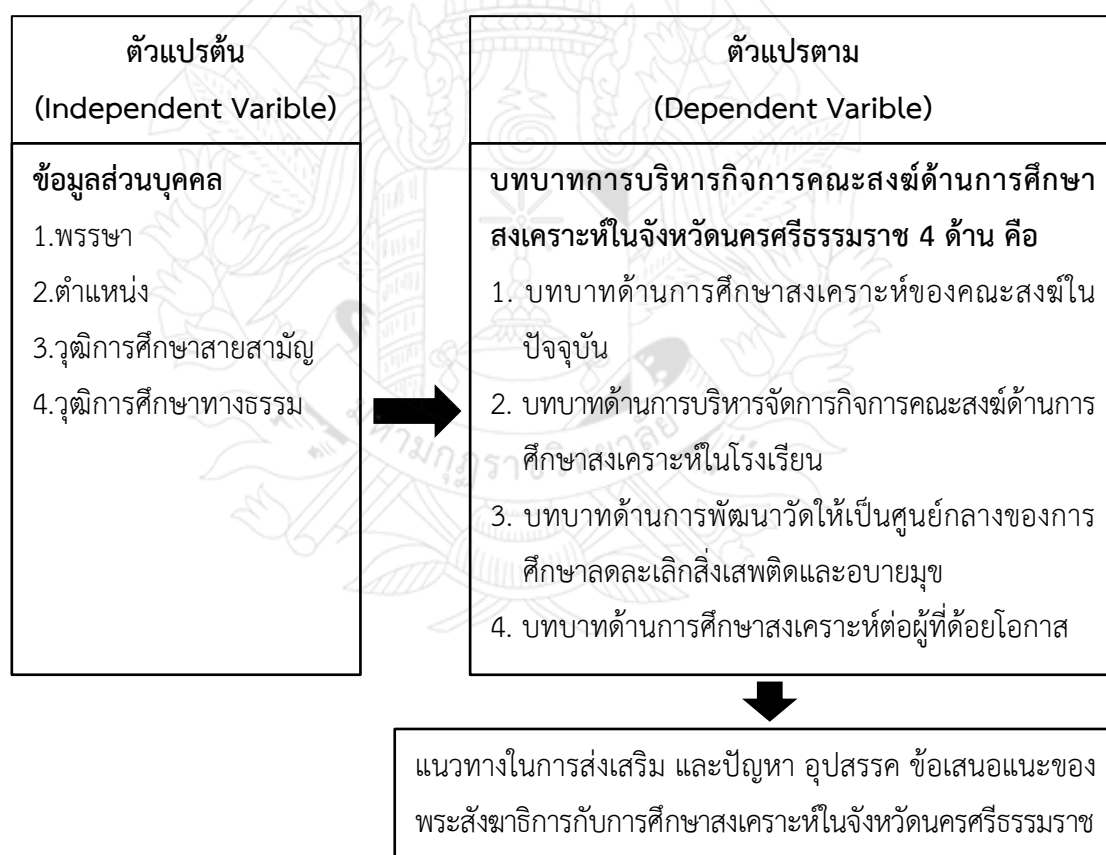 ตัวแปรต้น
(Independent Varible)
ข้อมูลส่วนบุคคล
1.พรรษา
2.ตำแหน่ง
3.วุฒิการศึกษาสายสามัญ
4.วุฒิการศึกษาทางธรรม
ตัวแปรตาม
(Dependent Varible)
บทบาทการบริหารกิจการคณะสงฆ์ด้านการศึกษา
สงเคราะห์ในจังหวัดนครศรีธรรมราช 4 ด้าน คือ
1. บทบาทด้านการศึกษาสงเคราะห์ของคณะสงฆ์ใน
ปัจจุบัน
2. บทบาทด้านการบริหารจัดการกิจการคณะสงฆ์ด้านการ
ศึกษาสงเคราะห์ในโรงเรียน
3. บทบาทด้านการพัฒนาวัดให้เป็นศูนย์กลางของการ
ศึกษาลดละเลิกสิ่งเสพติดและอบายมุข
4. บทบาทด้านการศึกษาสงเคราะห์ต่อผู้ที่ด้อยโอกาส
แนวทางในการส่งเสริม และปัญหา อุปสรรค ข้อเสนอแนะของ
พระสังฆาธิการกับการศึกษาสงเคราะห์ในจังหวัดนครศรีธรรมราช
มหามกุฏราชวิทยาลัย